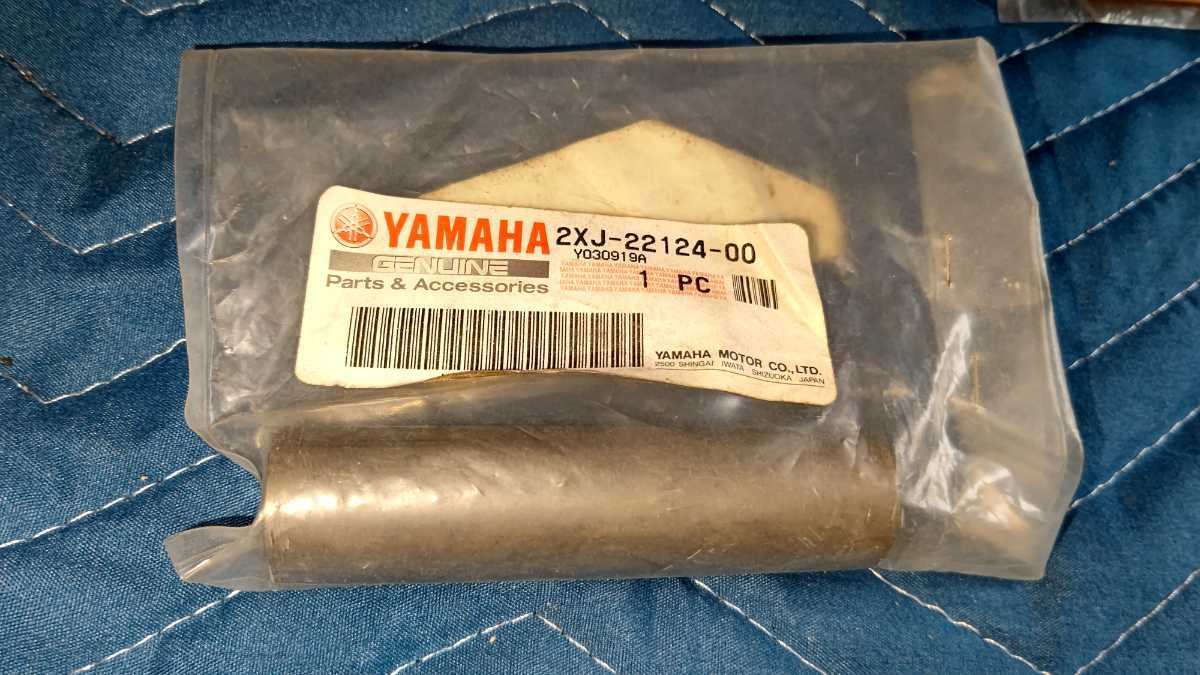 YAMAHA 2XJ-22124-00
GENUINE Y030919A
Parts & Accessories 1 PC
YAMAHA MOTOR CO.,LTD.
2500 SHINGAI IWATA SHIZUOKA JAPAN